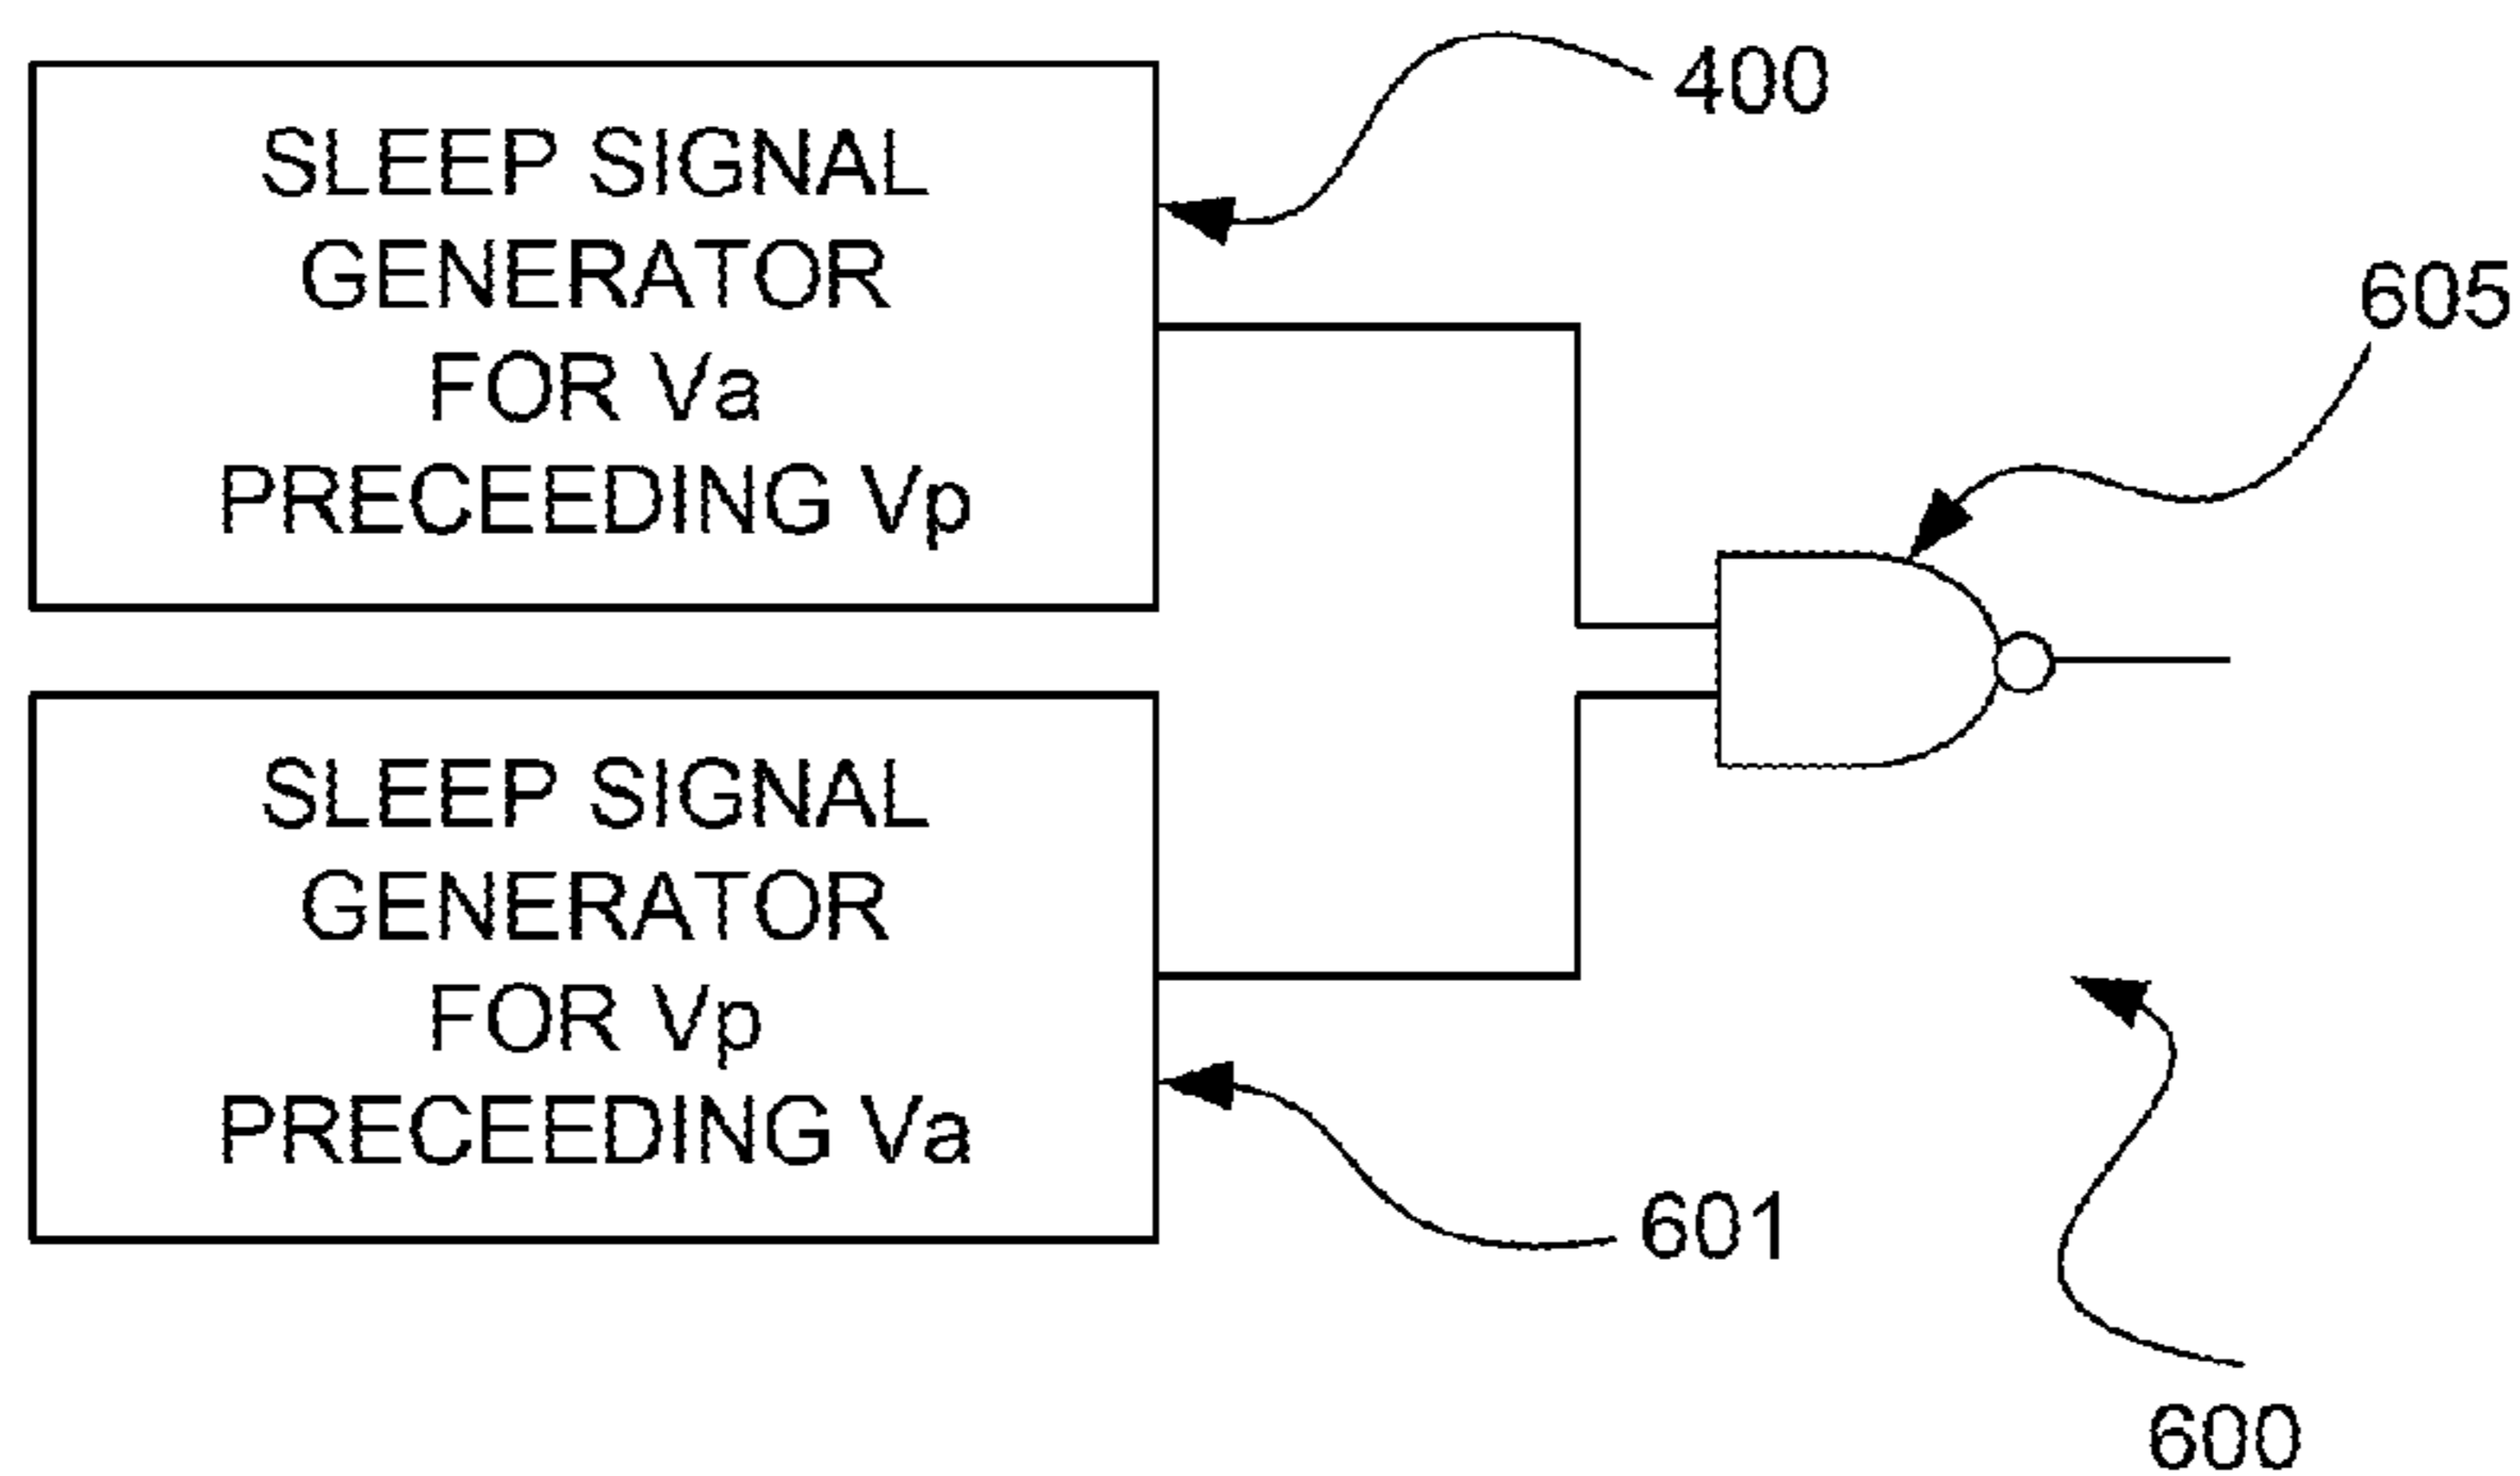 SLEEP SIGNAL
GENERATOR
FOR Va
PRECEEDING Vp
400
605
SLEEP SIGNAL
GENERATOR
FOR Vp
PRECEEDING Va
601
600